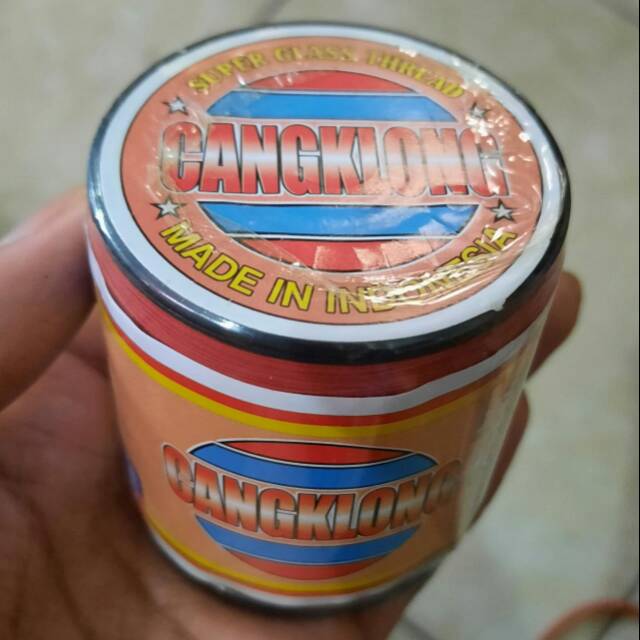 SUPER GLASS THREAD
CANGKLONG
MADE IN INDONESIA
CANGKLONG